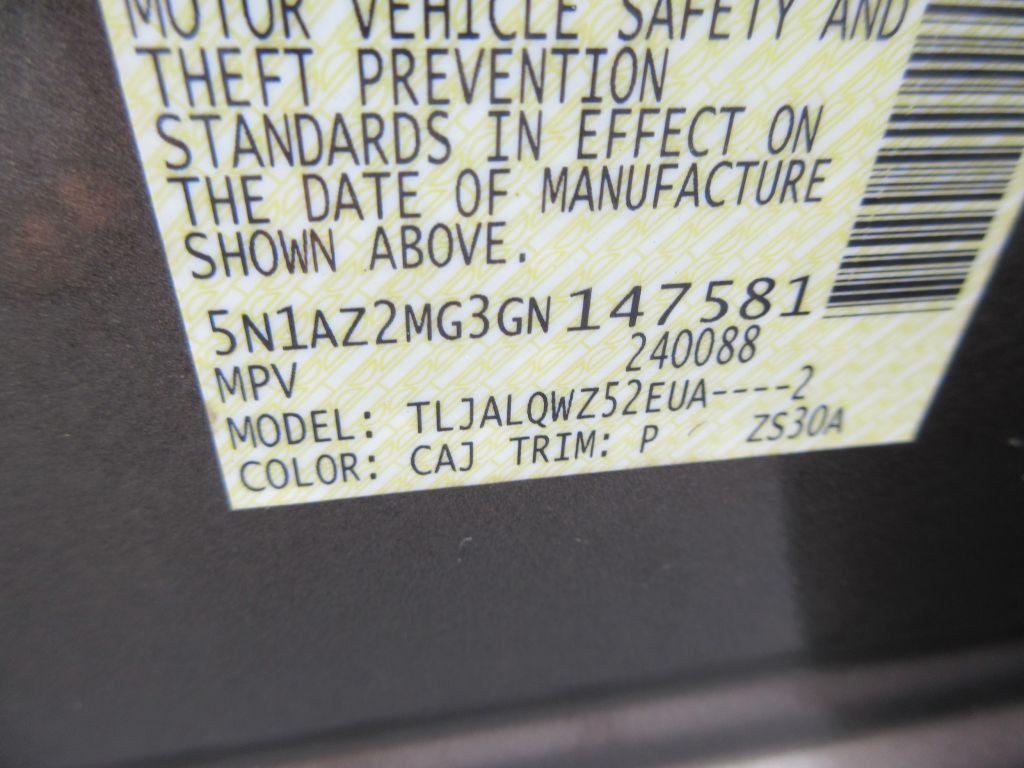 MOTOR VEHICLE SAFETY AND
THEFT PREVENTION
STANDARDS IN EFFECT ON
THE DATE OF MANUFACTURE
SHOWN ABOVE.
5N1AZ2MG3GN147581
MPV 240088
MODEL: TLJALQWZ52EUA----2
COLOR: CAJ TRIM: P ZS30A